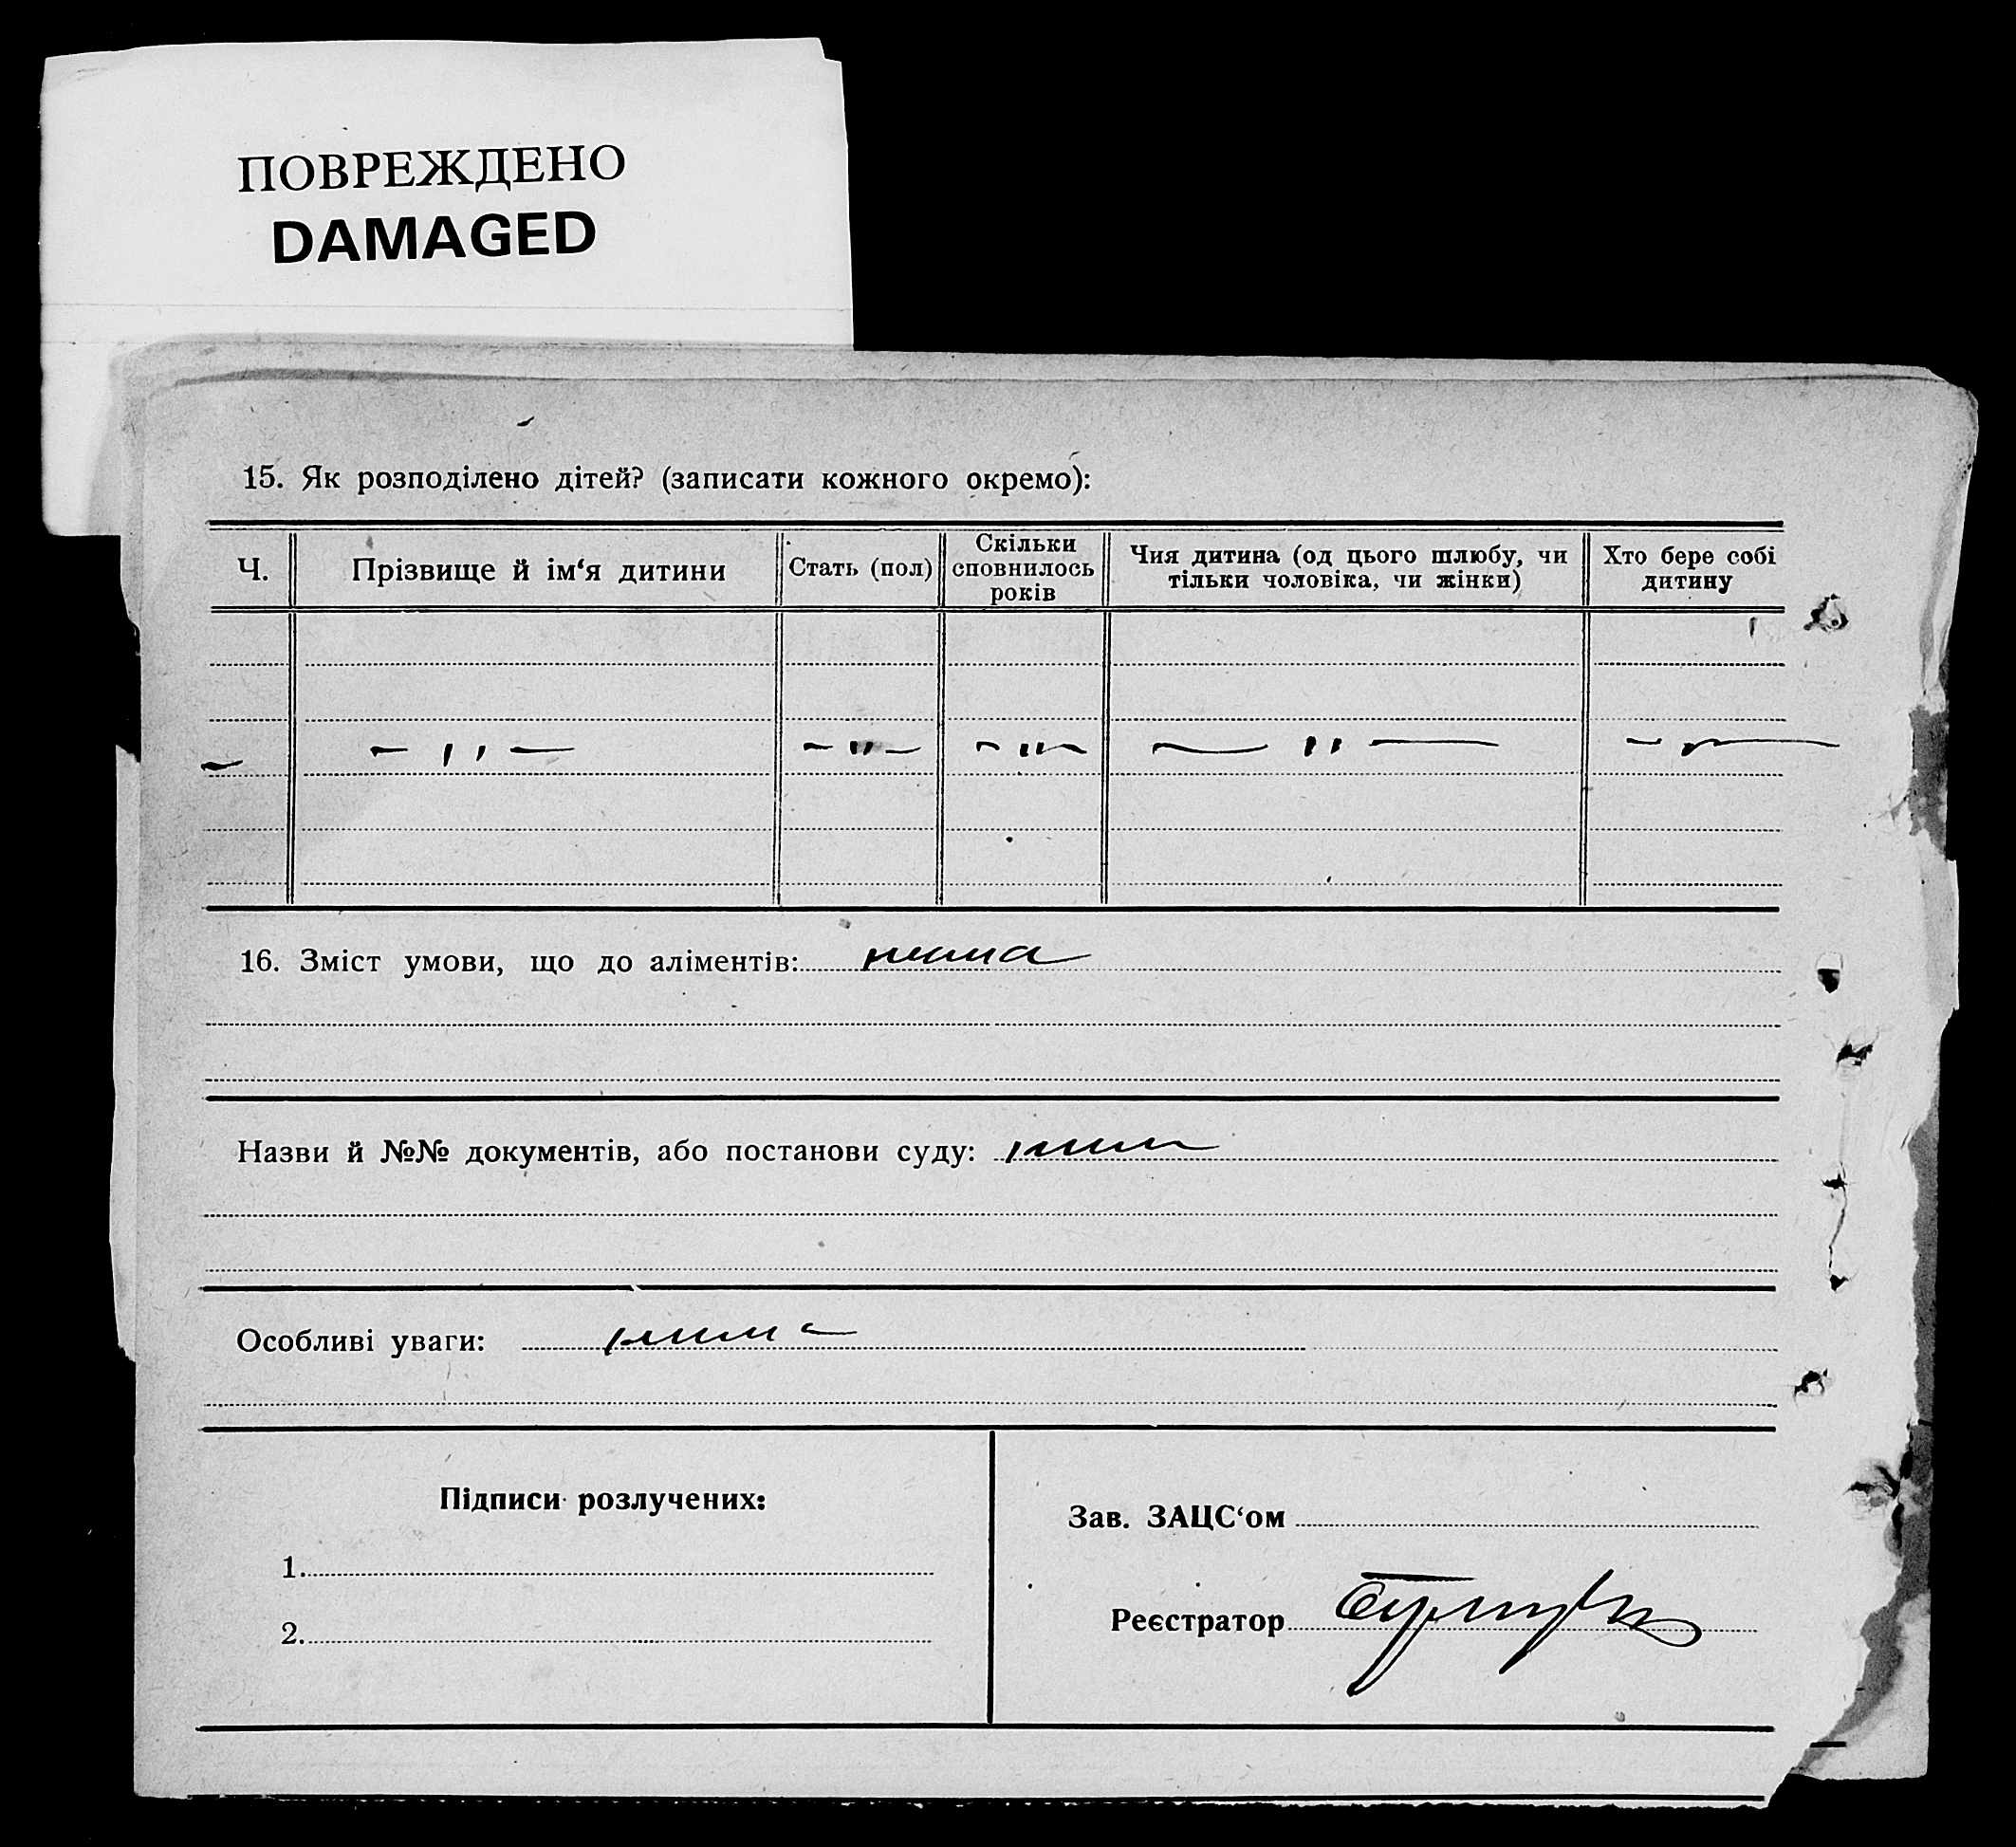 ПОВРЕЖДЕНО
DAMAGED
15. Як розподілено дітей? (записати кожного окремо):
Ч.
Прізвище й ім‘я дитини
Стать (пол)
Скільки
сповнилось
років
Чия дитина (од цього шлюбу, чи
тільки чоловіка, чи жінки)
Хто бере собі
дитину
— " — — " — — " — — " — —
16. Зміст умови, що до аліментів: нема
Назви й №№ документів, або постанови суду: нема
Особливі уваги: нема
Підписи розлучених:
1.
2.
Зав. ЗАЦС‘ом
Реєстратор